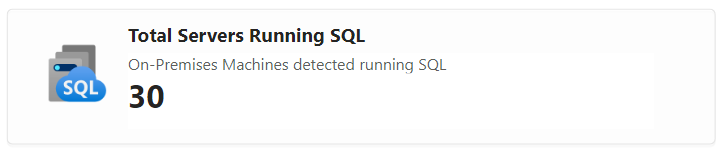 Total Servers Running SQL
On-Premises Machines detected running SQL
SQL
30